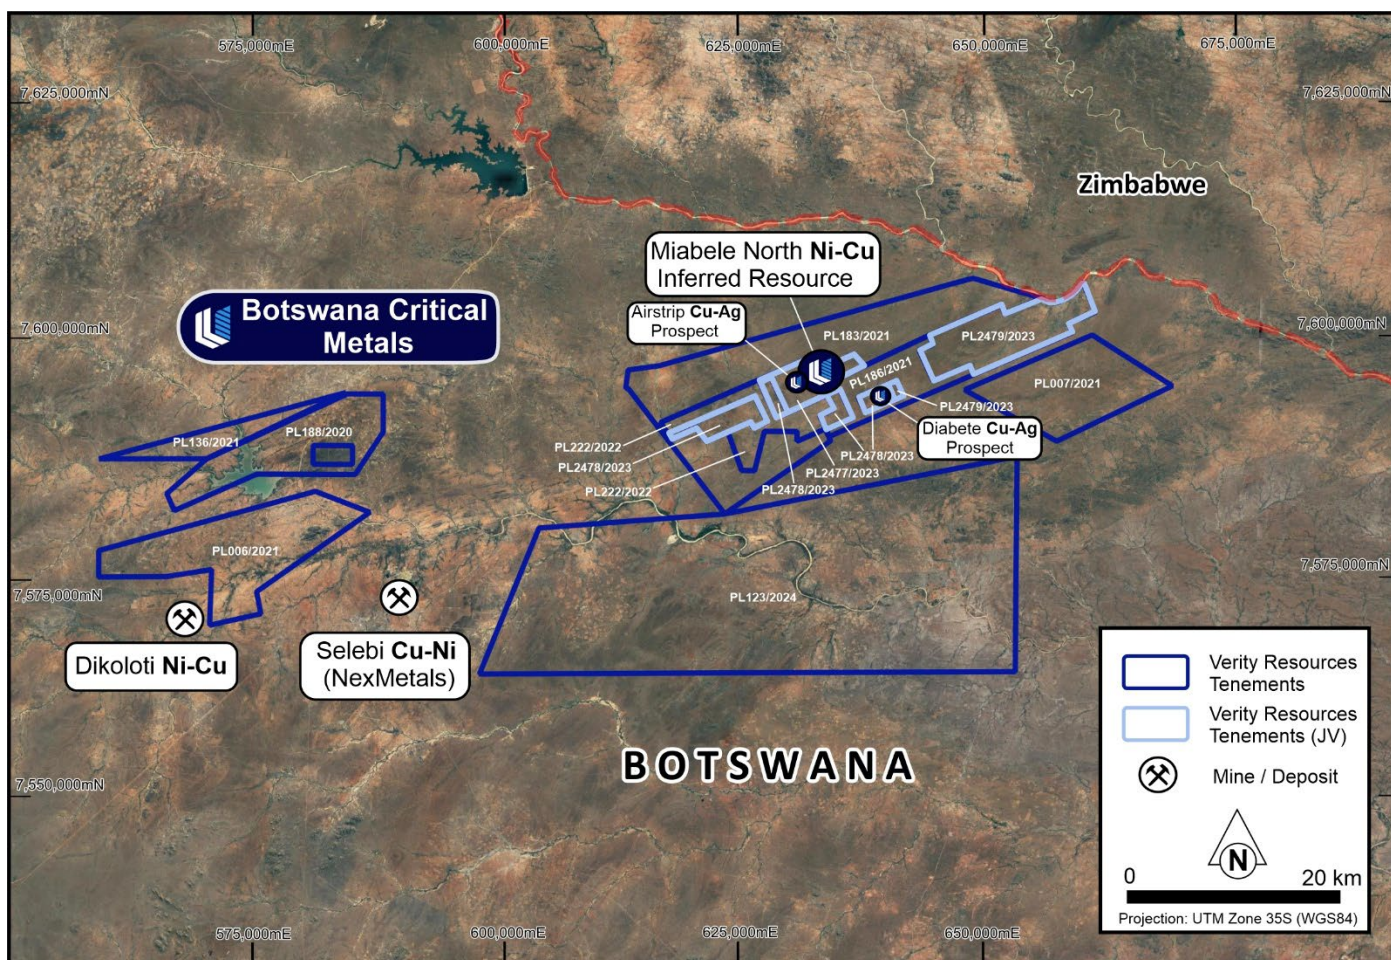 575,000mE
600,000mE
625,000mE
650,000mE
675,000mE
7,625,000mN
7,625,000mN
Zimbabwe
Miabele North Ni-Cu
Inferred Resource
Botswana Critical
Metals
Airstrip Cu-Ag
Prospect
7,600,000mN
7,600,000mN
PL183/2021
PL2479/2023
PL186/2021
PL007/2021
PL2479/2023
Diabete Cu-Ag
Prospect
PL136/2021
PL188/2020
PL222/2022
PL2478/2023
PL222/2022
PL2478/2023
PL2477/2023
PL2478/2023
PL006/2021
7,575,000mN
7,575,000mN
PL123/2024
Dikoloti Ni-Cu
Selebi Cu-Ni
(NexMetals)
BOTSWANA
7,550,000mN
Verity Resources
Tenements
Verity Resources
Tenements (JV)
Mine / Deposit
N
0 20 km
Projection: UTM Zone 35S (WGS84)
575,000mE
600,000mE
625,000mE
650,000mE